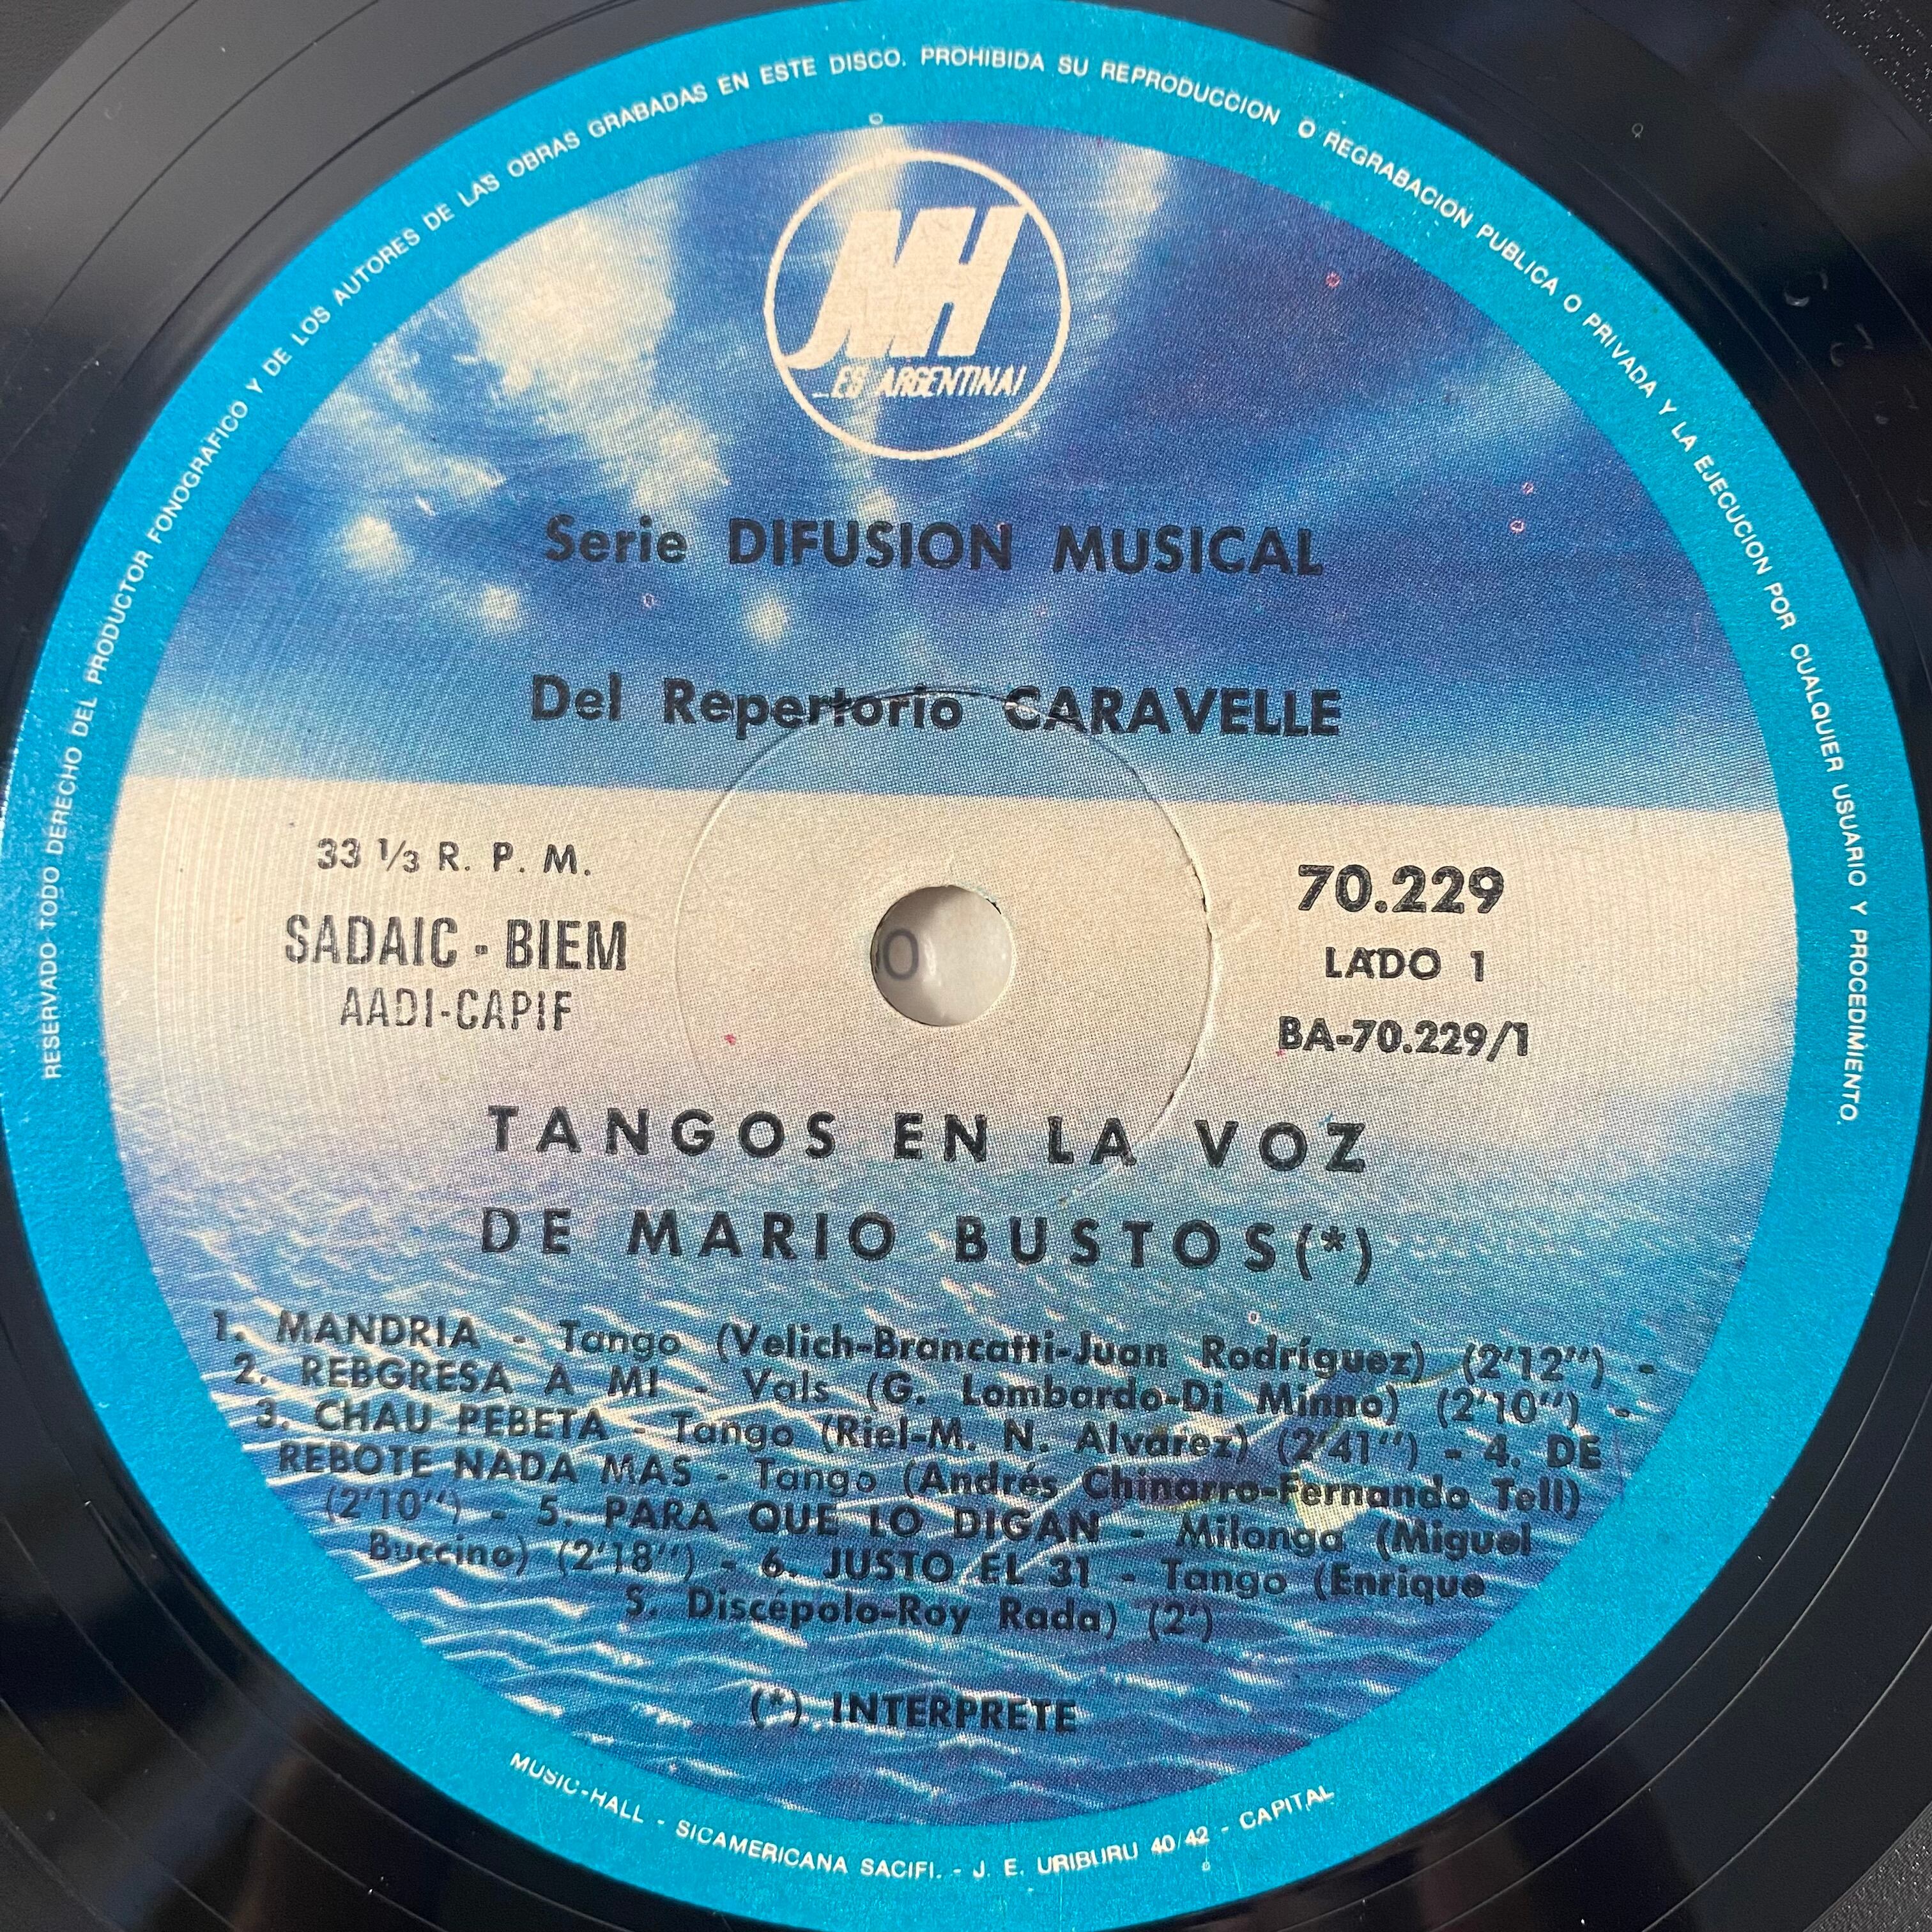 RESERVADO TODO DERECHO DEL PRODUCTOR FONOGRAFICO Y DE LOS AUTORES DE LAS OBRAS GRABADAS EN ESTE DISCO. PROHIBIDA SU REPRODUCCION O REGRABACION PUBLICA O PRIVADA Y LA EJECUCION POR CUALQUIER USUARIO Y PROCEDIMIENTO.
MH
...ES ARGENTINA!
Serie DIFUSION MUSICAL
Del Repertorio CARAVELLE
33 1/3 R. P. M.
SADAIC - BIEM
AADI-CAPIF
70.229
LADO 1
BA-70.229/1
TANGOS EN LA VOZ
DE MARIO BUSTOS(*)
1. MANDRIA - Tango (Velich-Brancatti-Juan Rodríguez) (2'12'') -
2. REBGRESA A MI - Vals (G. Lombardo-Di Minno) (2'10'') -
3. CHAU PEBETA - Tango (Riel-M. N. Alvarez) (2'41'') - 4. DE
REBOTE NADA MAS - Tango (Andrés Chinarro-Fernando Tell)
(2'10'') - 5. PARA QUE LO DIGAN - Milonga (Miguel
Buccino) (2'18'') - 6. JUSTO EL 31 - Tango (Enrique
S. Discépolo-Roy Rada) (2')
(*) INTERPRETE
MUSIC-HALL - SICAMERICANA SACIFI. - J. E. URIBURU 40/42 - CAPITAL